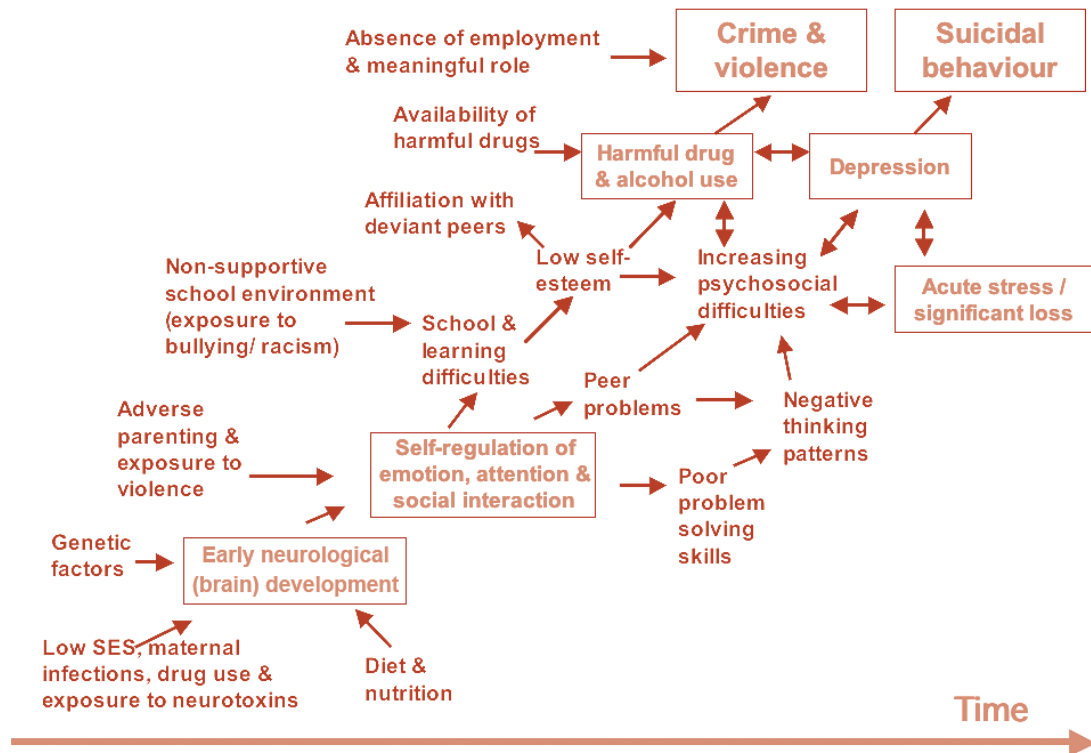 Absence of employment
& meaningful role
Crime &
violence
Suicidal
behaviour
Availability of
harmful drugs
Harmful drug
& alcohol use
Depression
Affiliation with
deviant peers
Low self-
esteem
Increasing
psychosocial
difficulties
Acute stress /
significant loss
Non-supportive
school environment
(exposure to
bullying/ racism)
School &
learning
difficulties
Peer
problems
Negative
thinking
patterns
Adverse
parenting &
exposure to
violence
Self-regulation of
emotion, attention &
social interaction
Poor
problem
solving
skills
Genetic
factors
Early neurological
(brain) development
Low SES, maternal
infections, drug use &
exposure to neurotoxins
Diet &
nutrition
Time